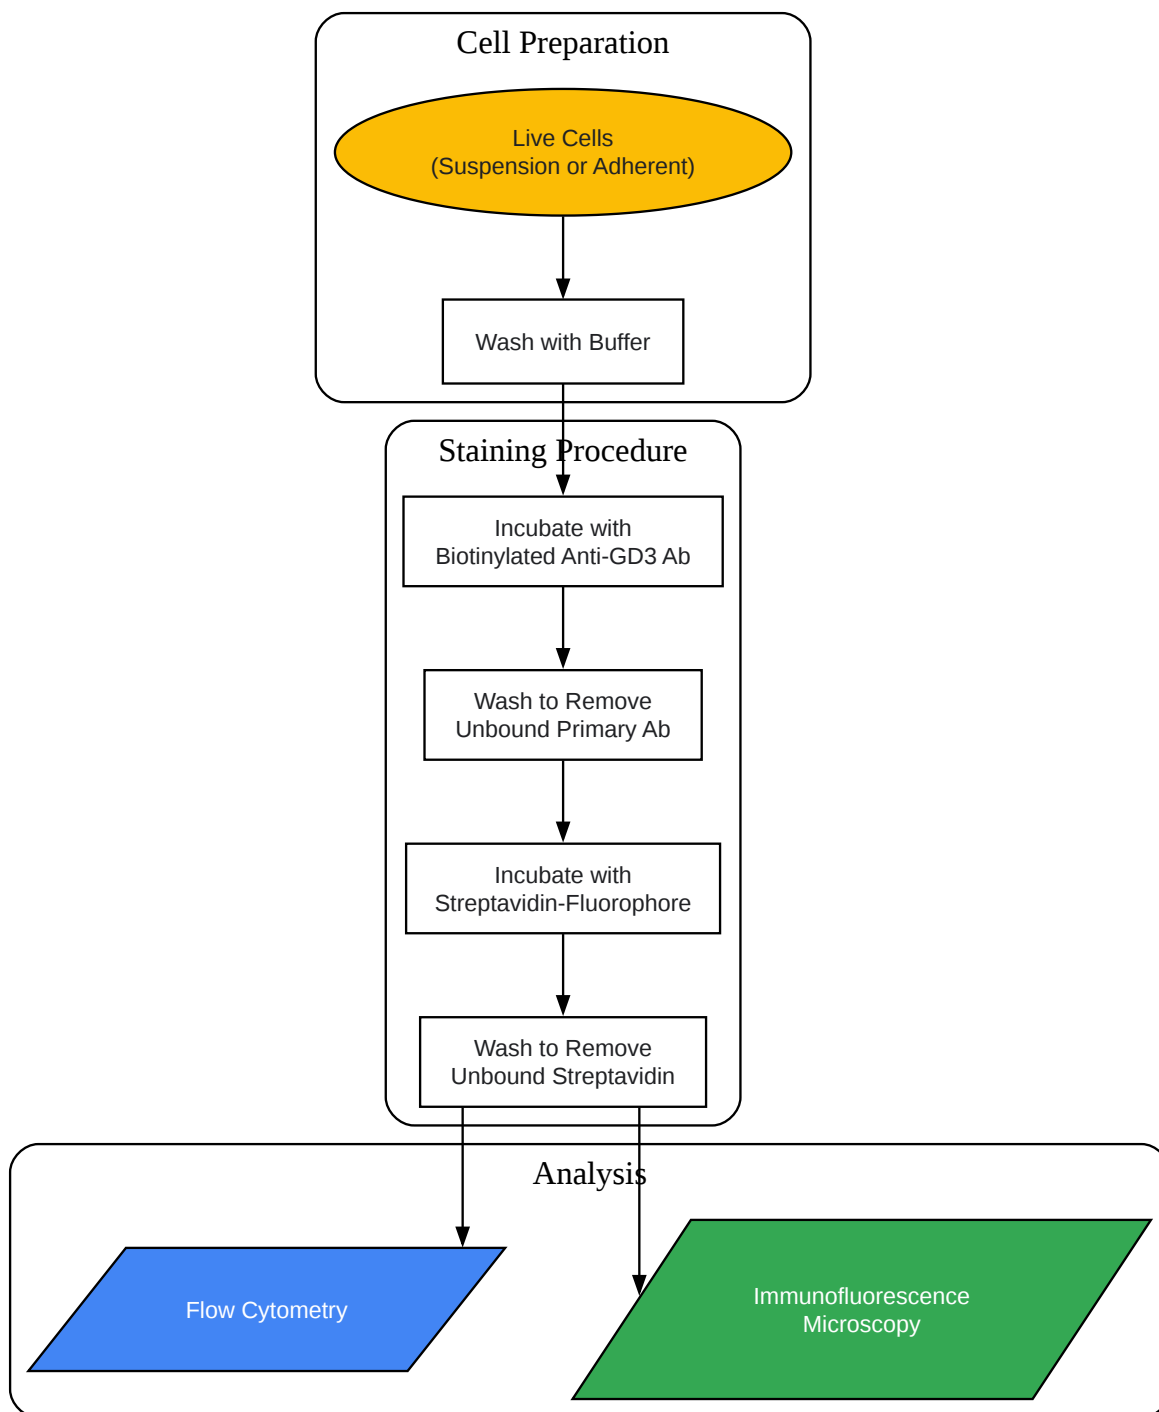 Cell Preparation
Live Cells
(Suspension or Adherent)
Wash with Buffer
Staining Procedure
Incubate with
Biotinylated Anti-GD3 Ab
Wash to Remove
Unbound Primary Ab
Incubate with
Streptavidin-Fluorophore
Wash to Remove
Unbound Streptavidin
Analysis
Flow Cytometry
Immunofluorescence
Microscopy